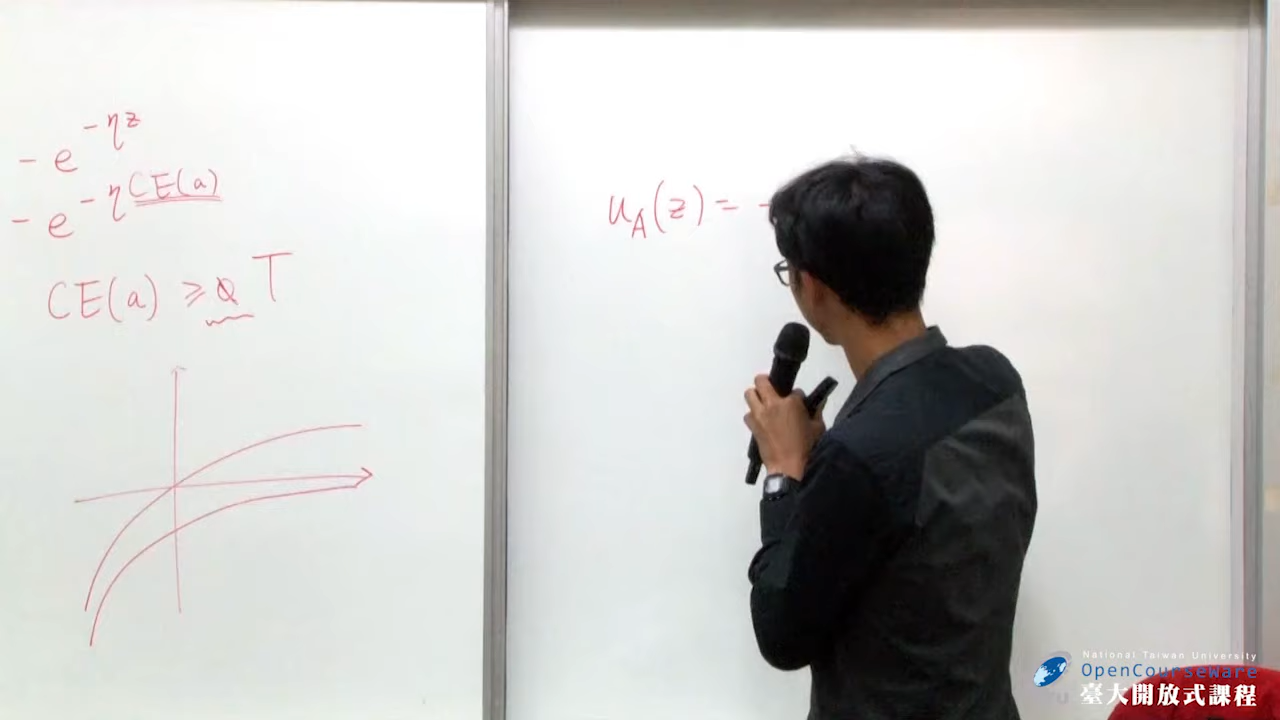 - e^{-ηz}
- e^{-η CE(a)}
CE(a) ≥ T
u_A(z) = -
National Taiwan University
OpenCourseWare
臺大開放式課程